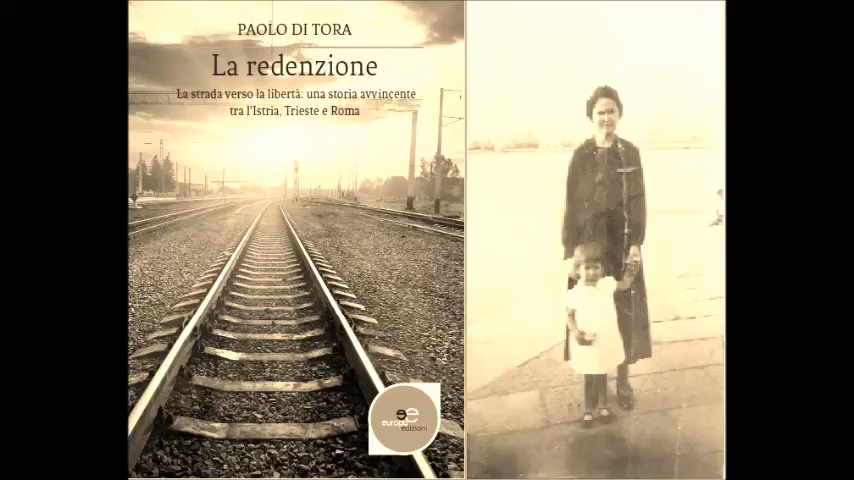 PAOLO DI TORA
La redenzione
La strada verso la libertà: una storia avvincente
tra l'Istria, Trieste e Roma
europa
edizioni